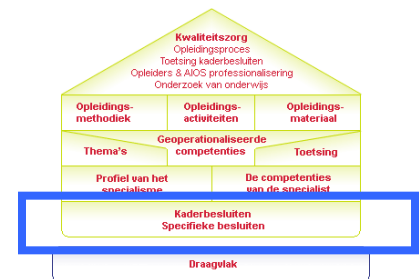 Kwaliteitszorg
Opleidingsproces
Toetsing kaderbesluiten
Opleiders & AIOS professionalisering
Onderzoek van onderwijs
Opleidings-
methodiek
Opleidings-
activiteiten
Opleidings-
materiaal
Thema's
Geoperationaliseerde
competenties
Toetsing
Profiel van het
specialisme
De competenties
van de specialist
Kaderbesluiten
Specifieke besluiten
Draagvlak